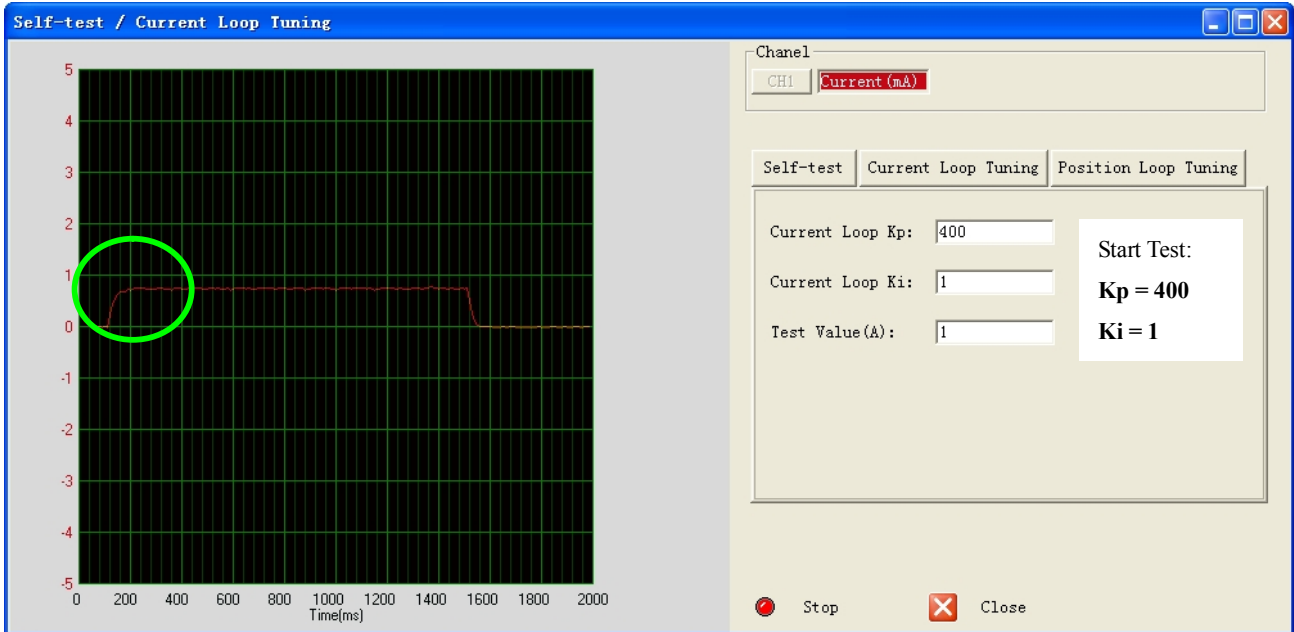 Self-test / Current Loop Tuning
5
4
3
2
1
0
-1
-2
-3
-4
-5
0 200 400 600 800 1000 1200 1400 1600 1800 2000
Time(ms)
Chanel
CH1 Current(mA)
Self-test Current Loop Tuning Position Loop Tuning
Current Loop Kp: 400
Current Loop Ki: 1
Test Value(A): 1
Start Test:
Kp = 400
Ki = 1
Stop Close